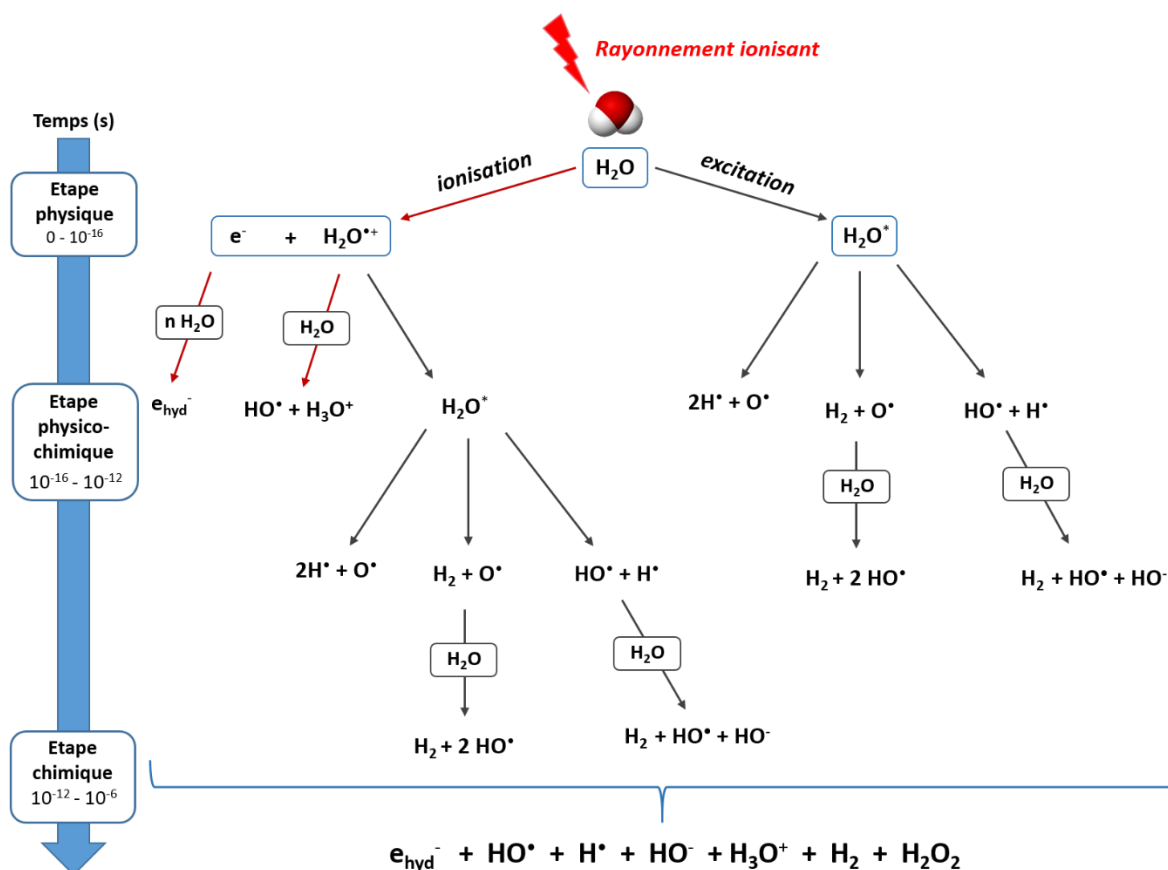 Rayonnement ionisant
Temps (s)
ionisation
H₂O
excitation
Etape
physique
0 - 10⁻¹⁶
e⁻ + H₂O•⁺
H₂O*
n H₂O
H₂O
Etape
physico-
chimique
10⁻¹⁶ - 10⁻¹²
e_hyd⁻
HO• + H₃O⁺
H₂O*
2H• + O•
H₂ + O•
HO• + H•
H₂O
H₂O
2H• + O•
H₂ + O•
HO• + H•
H₂ + 2 HO•
H₂ + HO• + HO⁻
H₂O
H₂O
H₂ + 2 HO•
H₂ + HO• + HO⁻
Etape
chimique
10⁻¹² - 10⁻⁶
e_hyd⁻ + HO• + H• + HO⁻ + H₃O⁺ + H₂ + H₂O₂